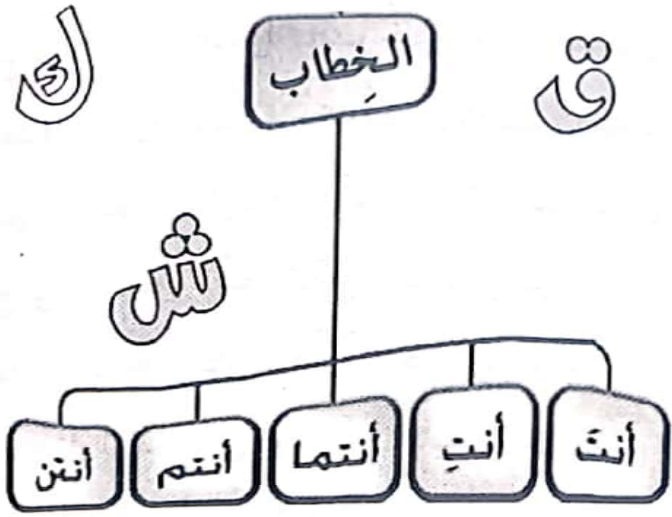 ق
ك
الخِطاب
ش
أنتَ
أنتِ
أنتما
أنتم
أنتن